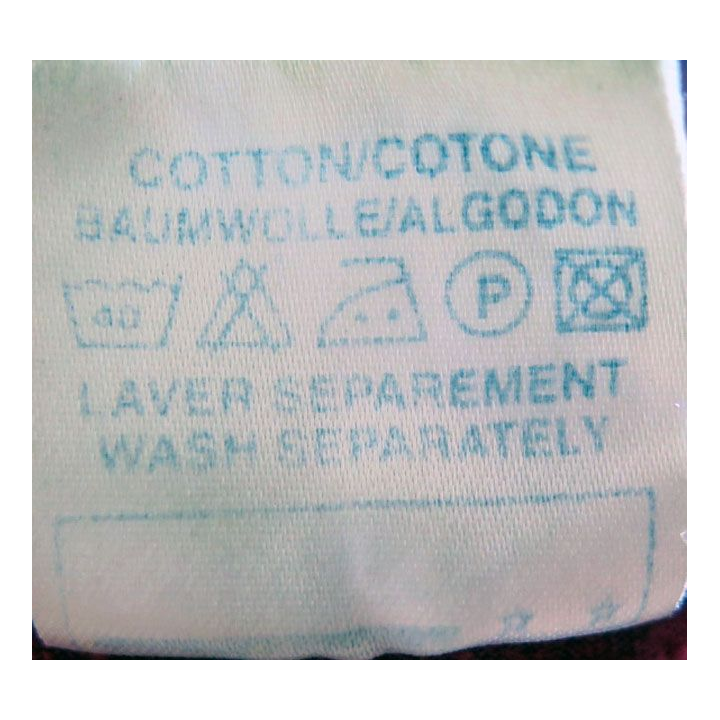 COTTON/COTONE
BAUMWOLLE/ALGODON
40 P
LAVER SEPAREMENT
WASH SEPARATELY